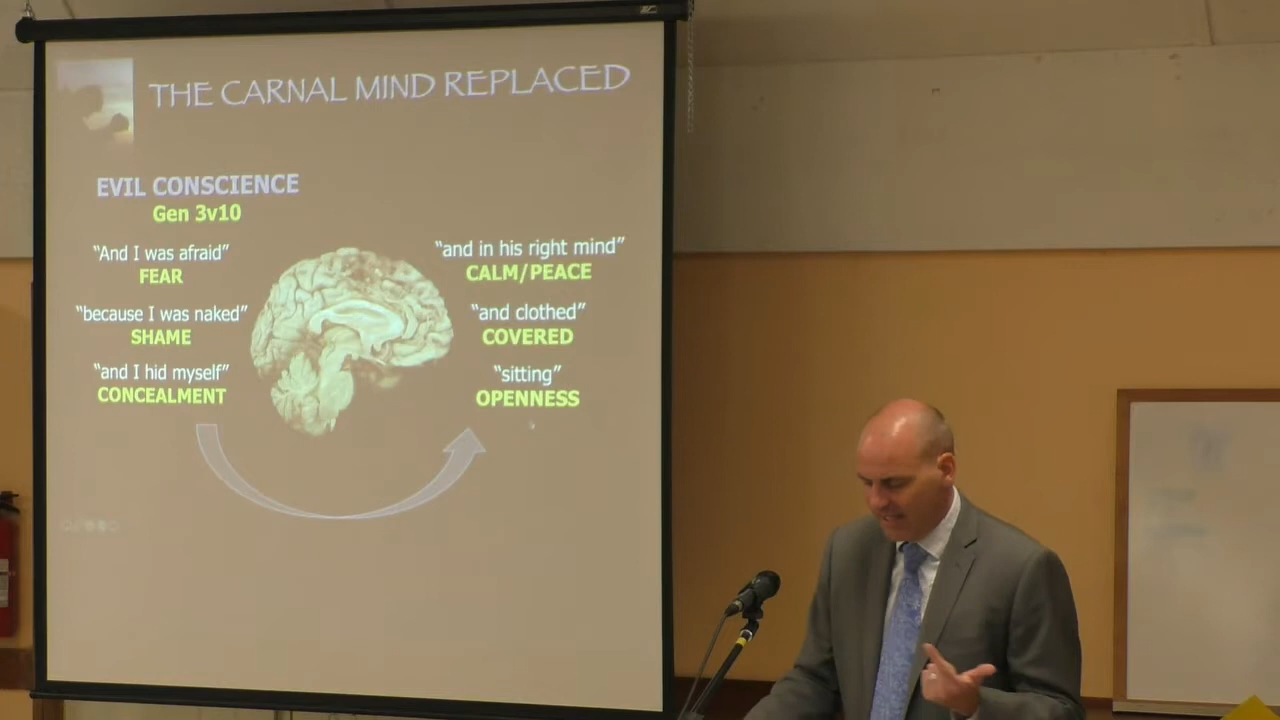 THE CARNAL MIND REPLACED
EVIL CONSCIENCE
Gen 3v10
“And I was afraid”
FEAR
“because I was naked”
SHAME
“and I hid myself”
CONCEALMENT
“and in his right mind”
CALM/PEACE
“and clothed”
COVERED
“sitting”
OPENNESS